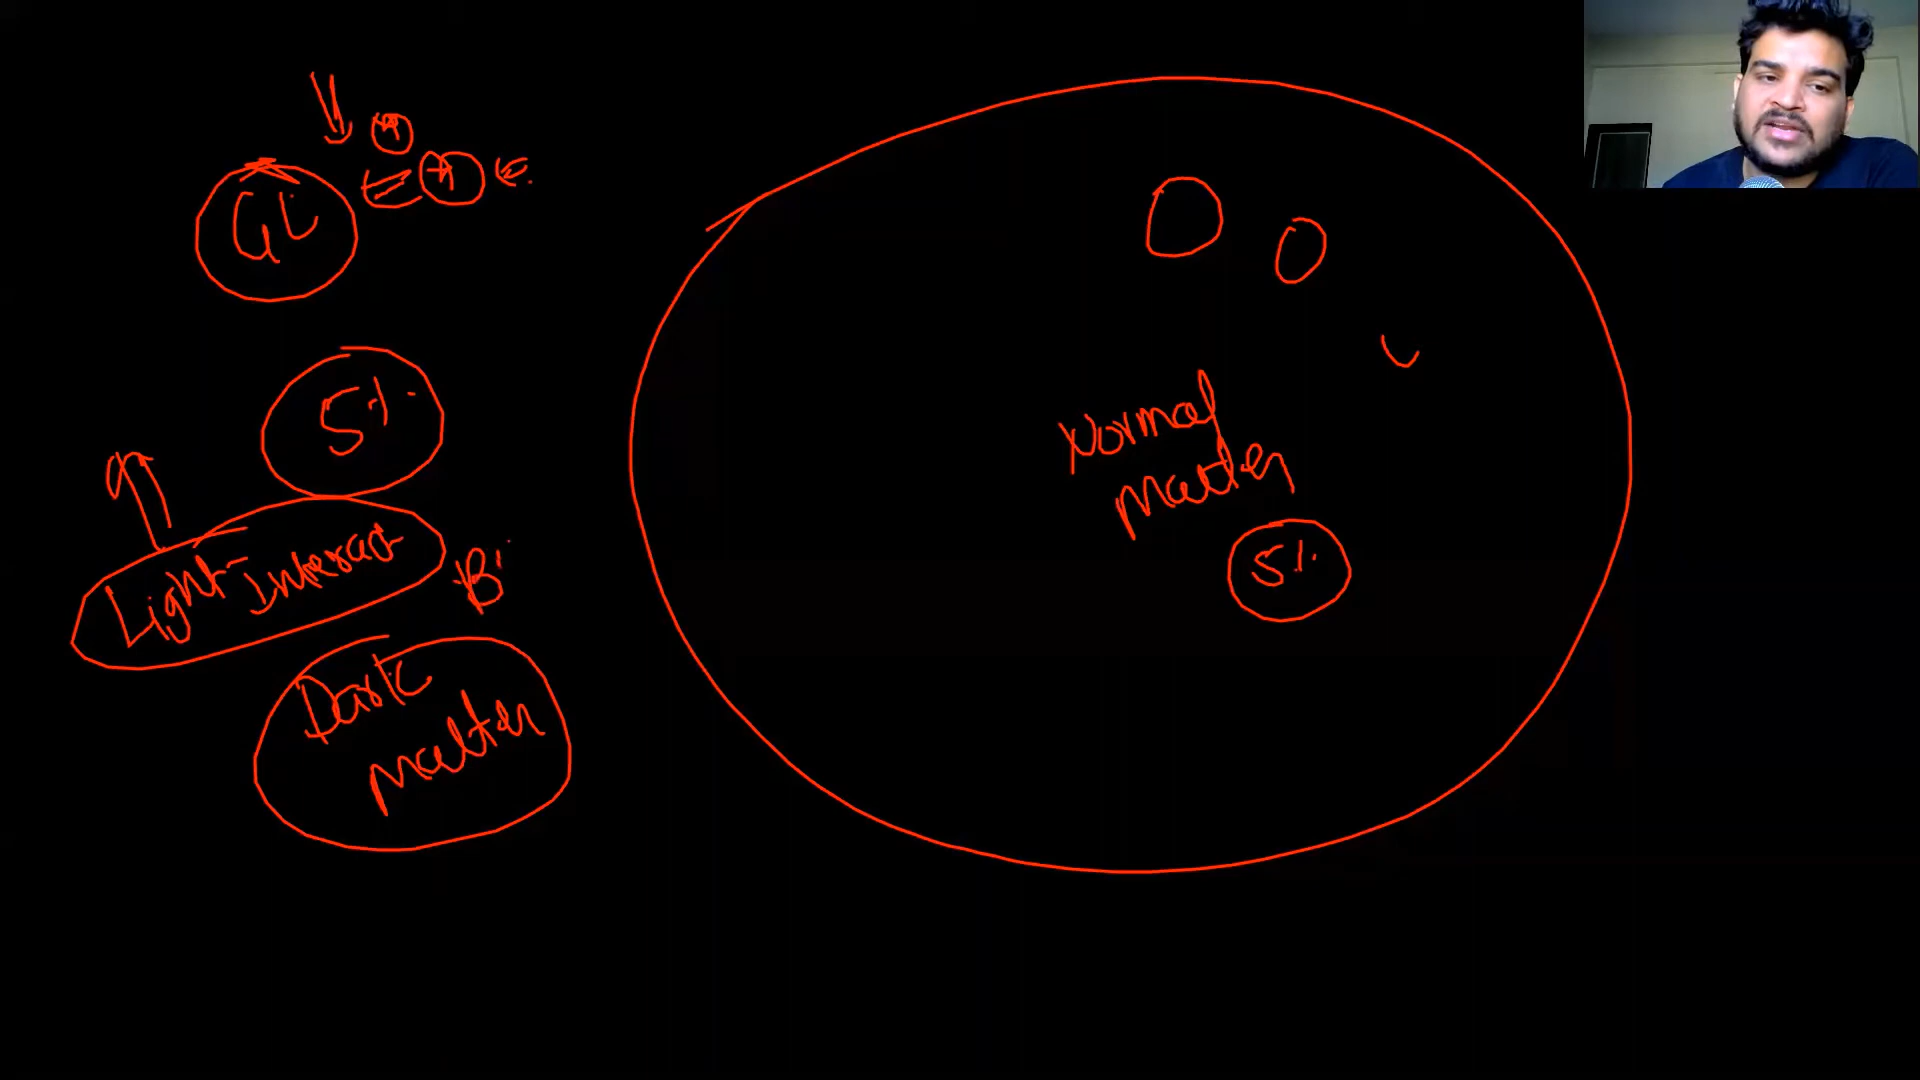 GL
5%
Light Interact
B
Dark
Matter
Normal
Matter
5%